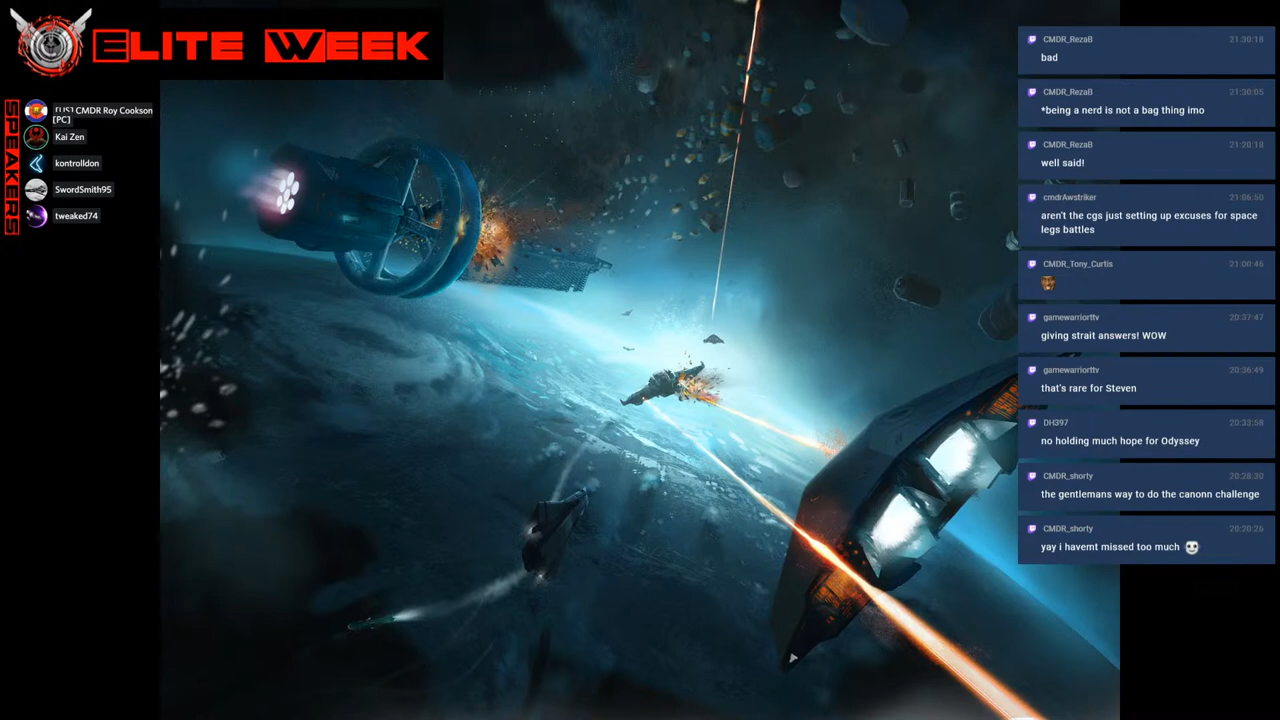 ELITE WEEK
SPEAKERS
[US] CMDR Roy Cookson
[PC]
Kai Zen
kontrolldon
SwordSmith95
tweaked74
CMDR_RezaB 21:30:18
bad
CMDR_RezaB 21:30:05
*being a nerd is not a bag thing imo
CMDR_RezaB 21:20:18
well said!
cmdrAwstriker 21:06:50
aren't the cgs just setting up excuses for space
legs battles
CMDR_Tony_Curtis 21:00:46
gamewarriorttv 20:37:47
giving strait answers! WOW
gamewarriorttv 20:36:49
that's rare for Steven
DH397 20:33:58
no holding much hope for Odyssey
CMDR_shorty 20:28:30
the gentlemans way to do the canonn challenge
CMDR_shorty 20:20:26
yay i havemt missed too much